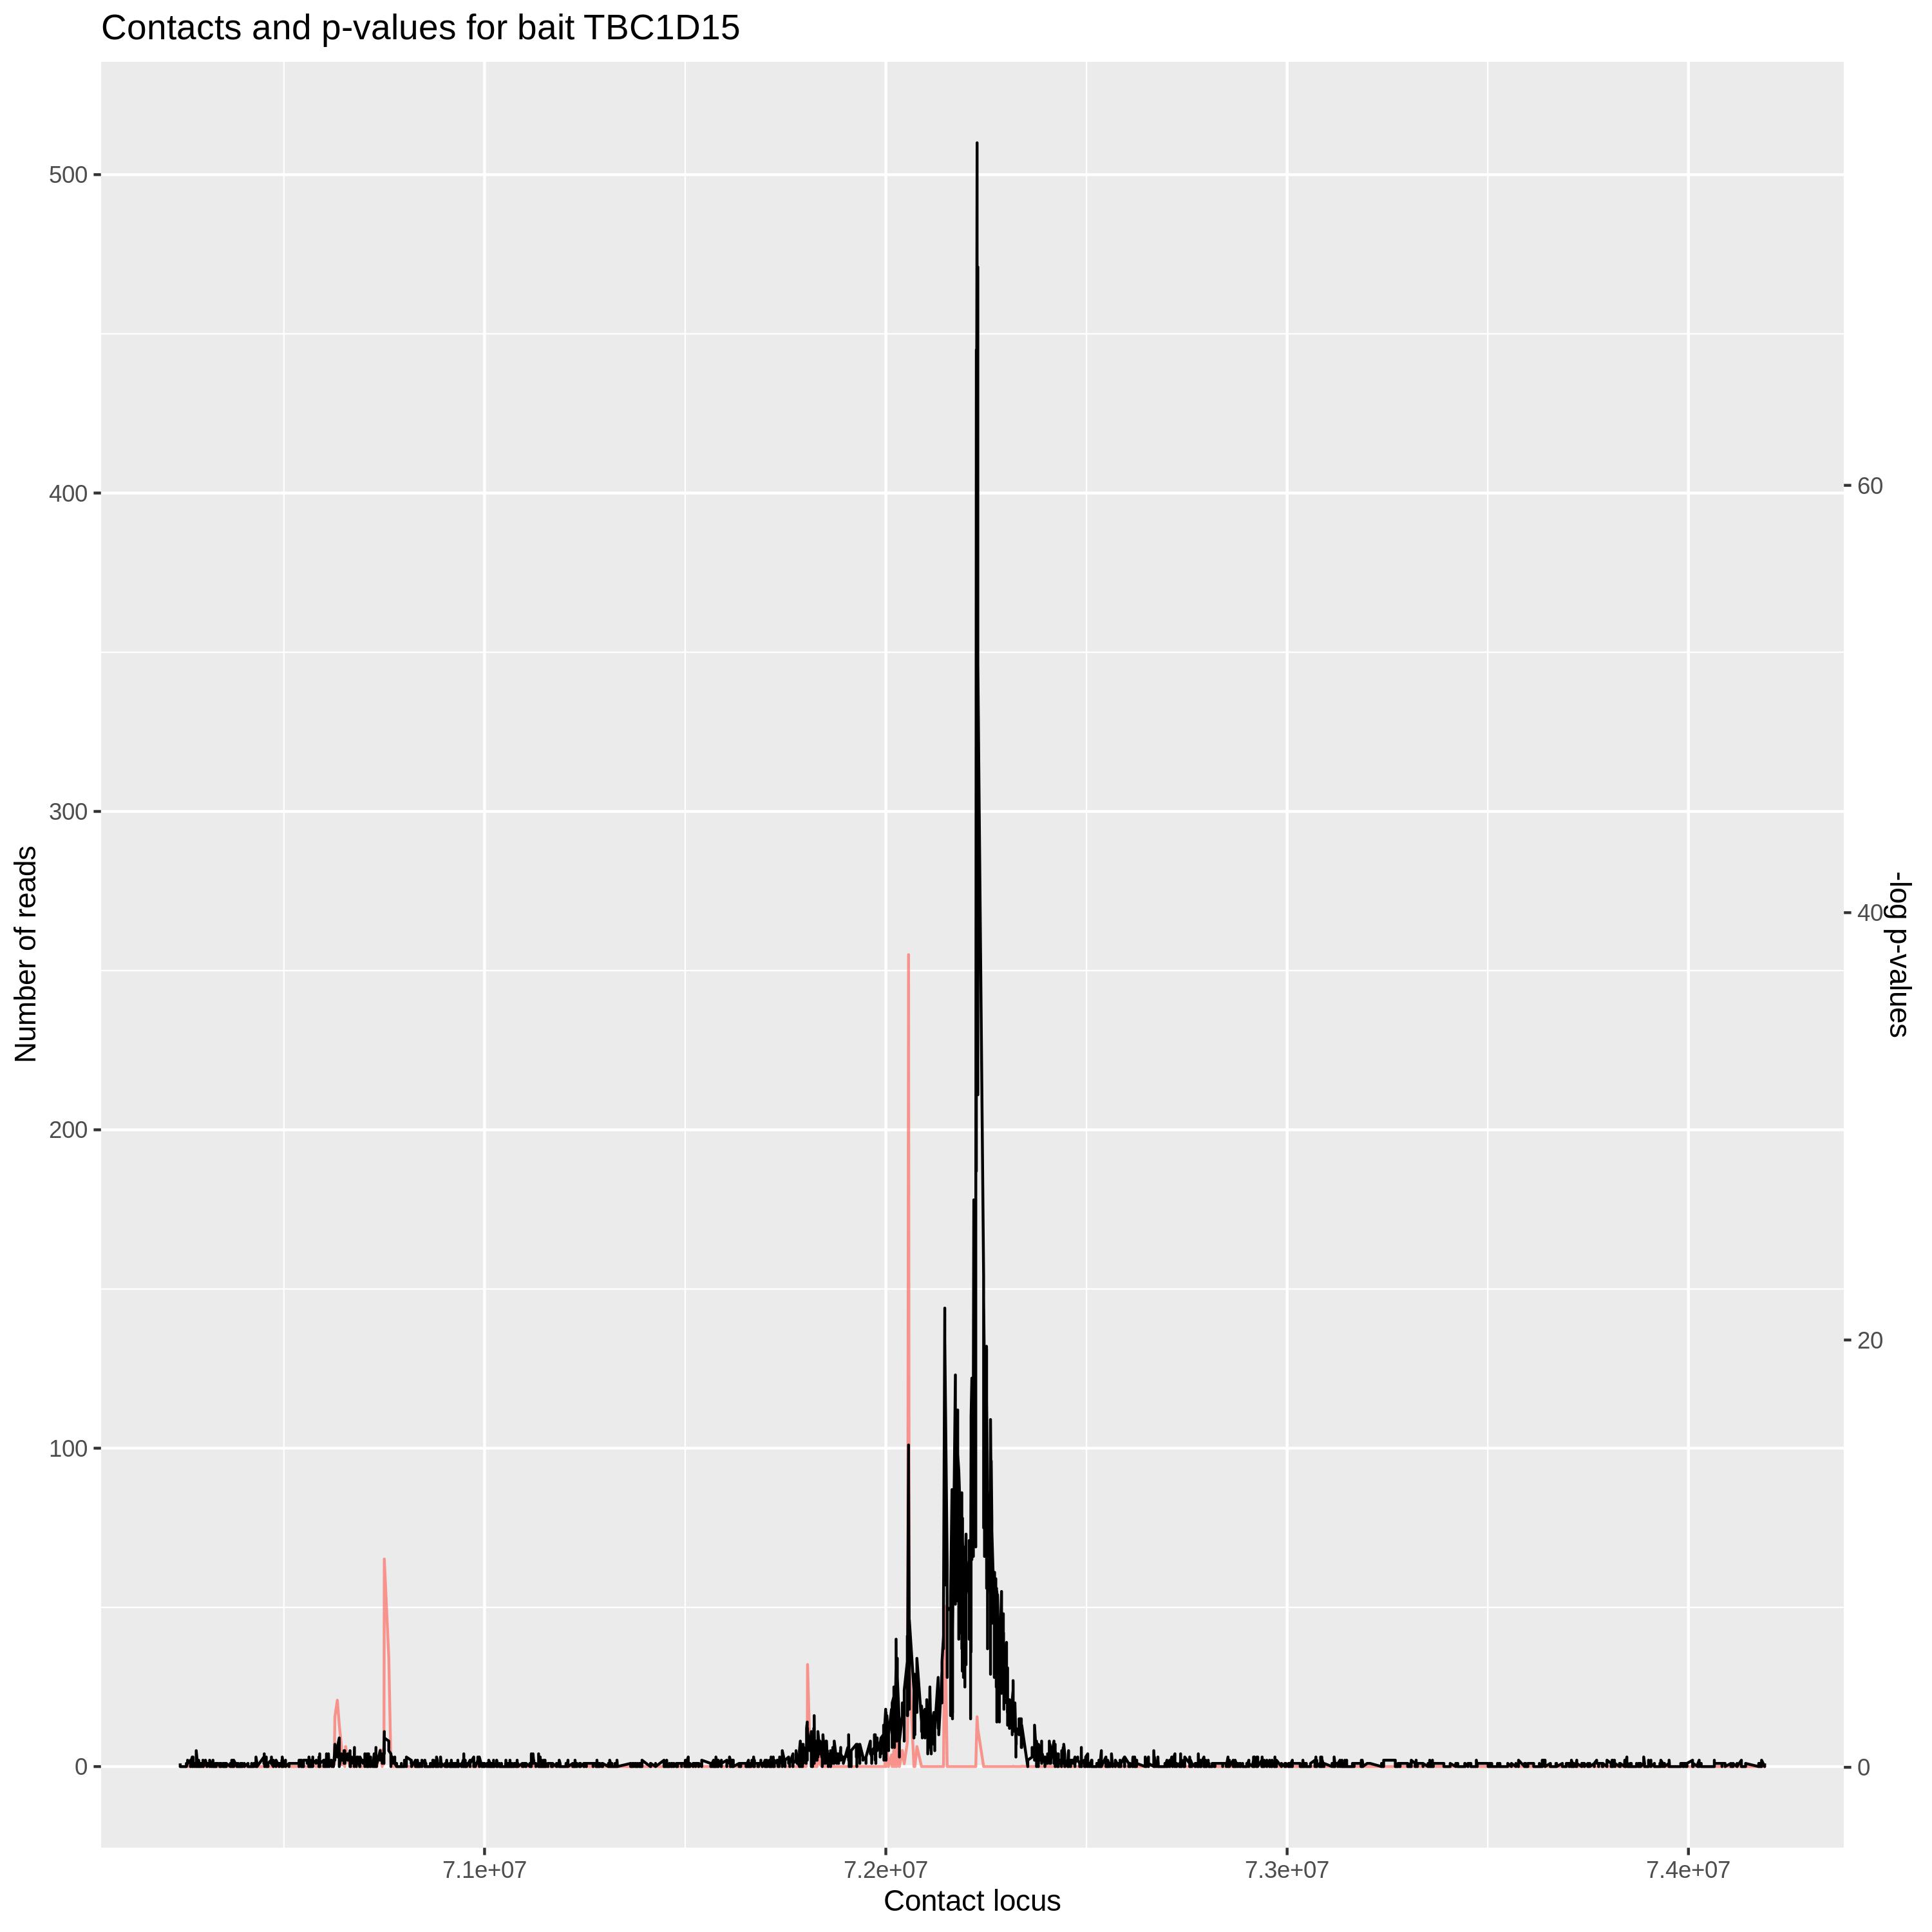 Contacts and p-values for bait TBC1D15
500
400
300
200
100
0
Number of reads
60
40
20
0
-log p-values
7.1e+07
7.2e+07
7.3e+07
7.4e+07
Contact locus